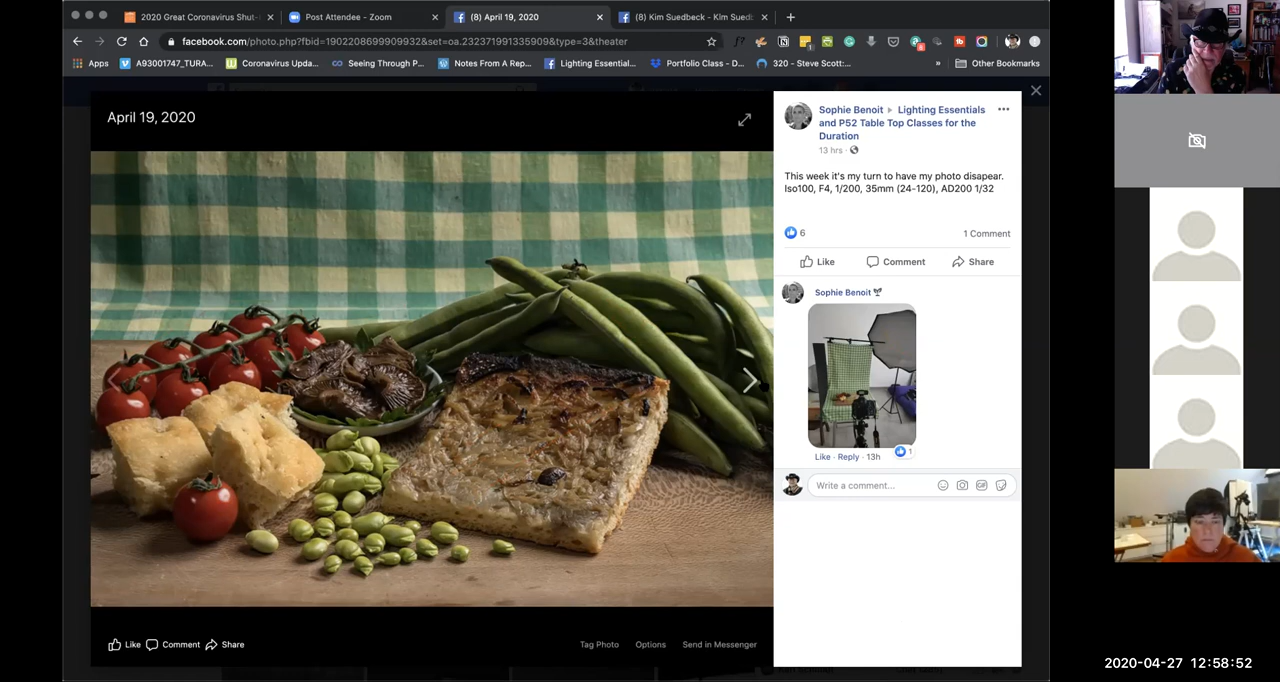 2020 Great Coronavirus Shut-
Post Attendee - Zoom
(8) April 19, 2020
(8) Kim Suedbeck - Kim Suedb
facebook.com/photo.php?fbid=1902208699909932&set=oa.232371991335909&type=3&theater
Apps
A93001747_TURA...
Coronavirus Upda...
Seeing Through P...
Notes From A Rep...
Lighting Essential...
Portfolio Class - D...
320 - Steve Scott:...
»
Other Bookmarks
April 19, 2020
Sophie Benoit ▸ Lighting Essentials
and P52 Table Top Classes for the
Duration
13 hrs ·
This week it's my turn to have my photo disapear.
Iso100, F4, 1/200, 35mm (24-120), AD200 1/32
6
1 Comment
Like
Comment
Share
Sophie Benoit
Like · Reply · 13h
1
Write a comment...
Like
Comment
Share
Tag Photo
Options
Send in Messenger
2020-04-27 12:58:52